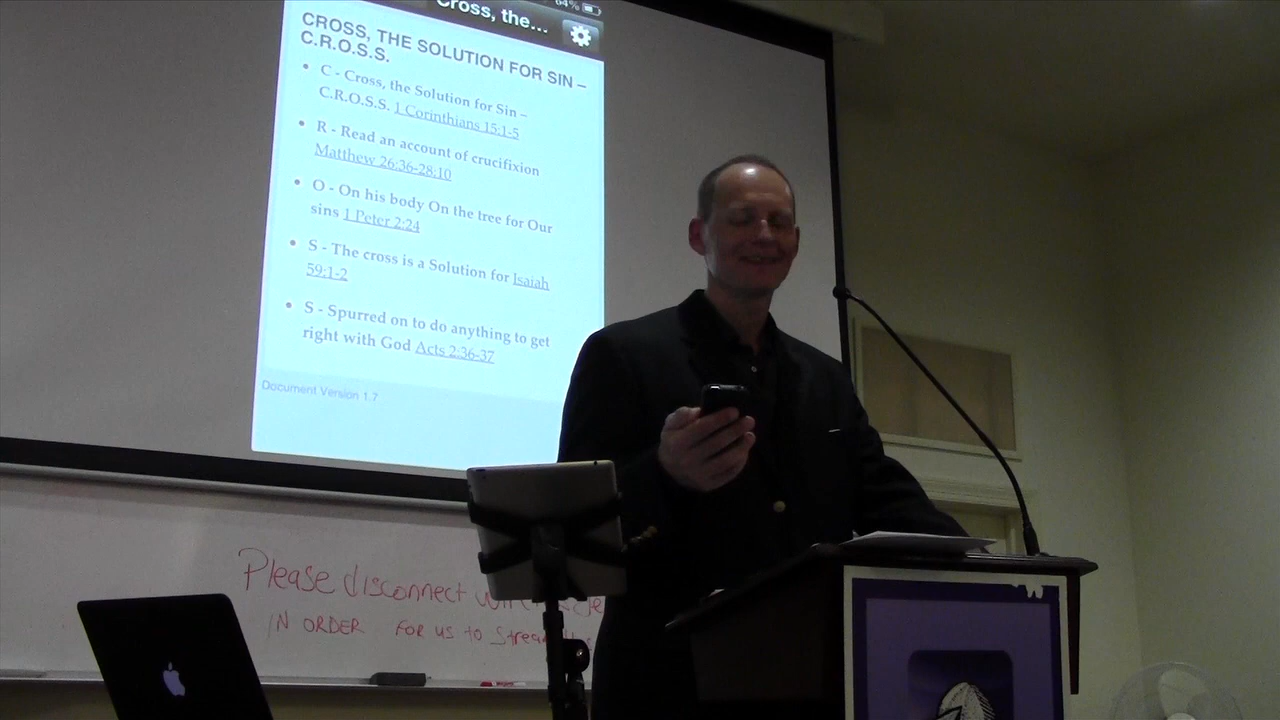 64%
Cross, the...
CROSS, THE SOLUTION FOR SIN –
C.R.O.S.S.
• C - Cross, the Solution for Sin –
C.R.O.S.S. 1 Corinthians 15:1-5
• R - Read an account of crucifixion
Matthew 26:36-28:10
• O - On his body On the tree for Our
sins 1 Peter 2:24
• S - The cross is a Solution for Isaiah
59:1-2
• S - Spurred on to do anything to get
right with God Acts 2:36-37
Document Version 1.7
Please disconnect
IN ORDER FOR US TO